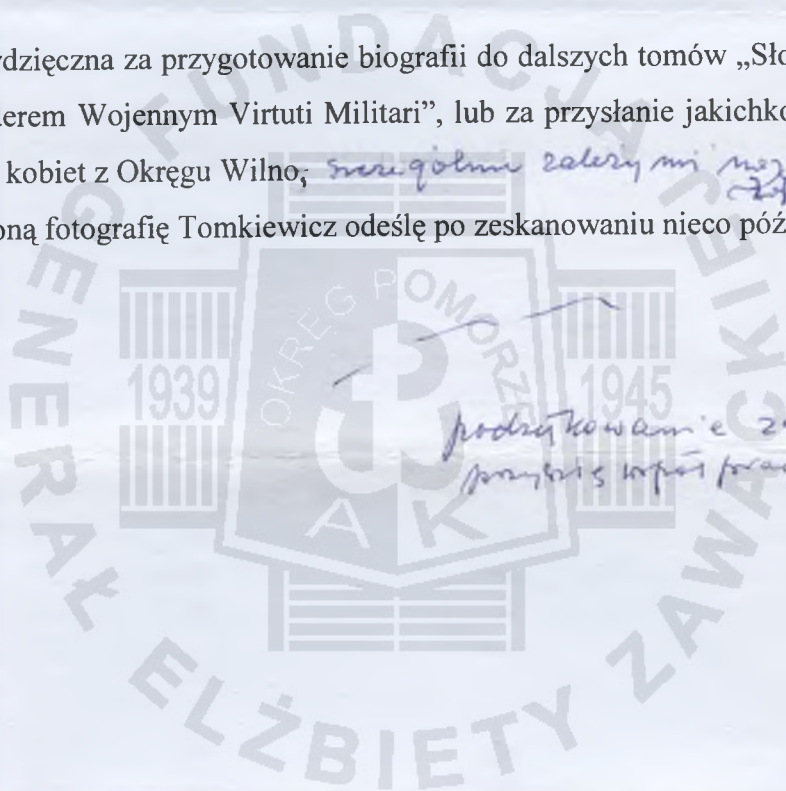 dzięczna za przygotowanie biografii do dalszych tomów „Sło
erem Wojennym Virtuti Militari”, lub za przysłanie jakichko
kobiet z Okręgu Wilno, szczególnie zależy mi
oną fotografię Tomkiewicz odeślę po zeskanowaniu nieco póź
podziękowanie za
FUNDACJA
GENERAŁ ELŻBIETY ZAWACKIEJ
OKRĘG POMORZE
1939 1945
AK